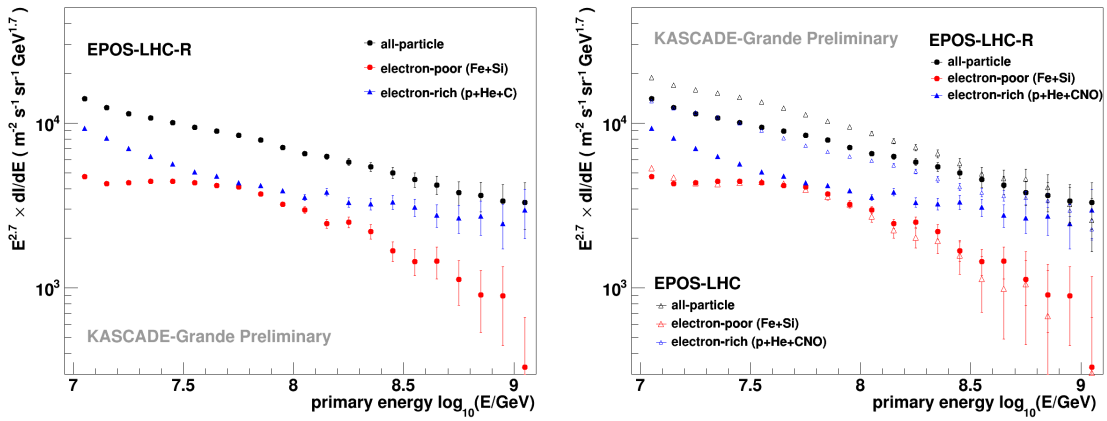 E^2.7 × dI/dE ( m^-2 s^-1 sr^-1 GeV^1.7 )
10^4
10^3
EPOS-LHC-R
all-particle
electron-poor (Fe+Si)
electron-rich (p+He+C)
KASCADE-Grande Preliminary
7 7.5 8 8.5 9
primary energy log10(E/GeV)
E^2.7 × dI/dE ( m^-2 s^-1 sr^-1 GeV^1.7 )
10^4
10^3
KASCADE-Grande Preliminary
EPOS-LHC-R
all-particle
electron-poor (Fe+Si)
electron-rich (p+He+CNO)
EPOS-LHC
all-particle
electron-poor (Fe+Si)
electron-rich (p+He+CNO)
7 7.5 8 8.5 9
primary energy log10(E/GeV)